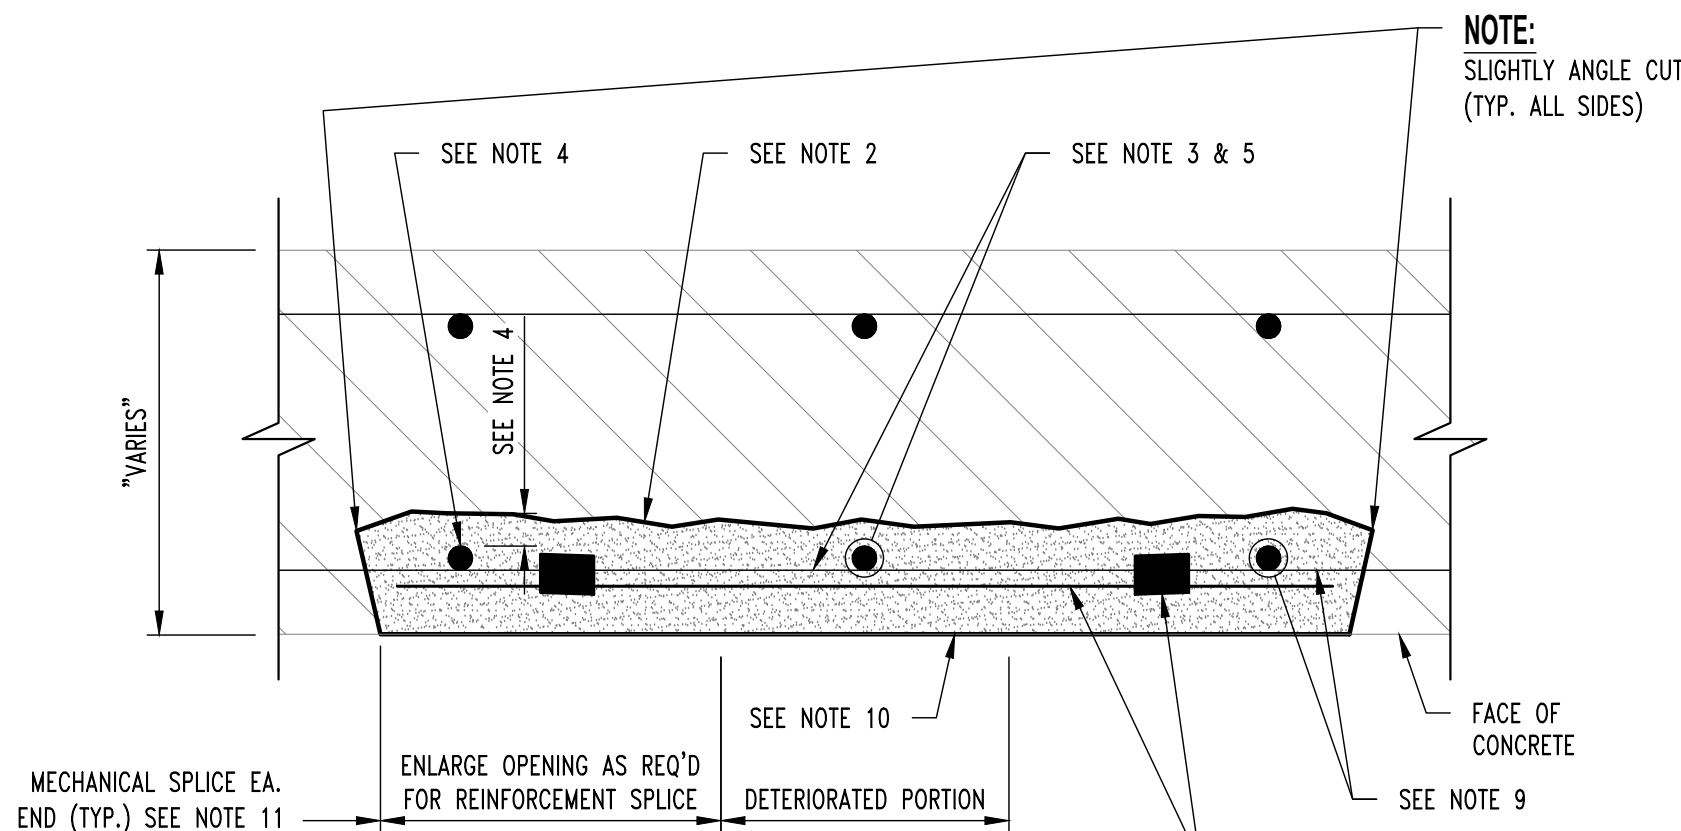 NOTE:
SLIGHTLY ANGLE CUT
(TYP. ALL SIDES)
SEE NOTE 4
SEE NOTE 2
SEE NOTE 3 & 5
SEE NOTE 4
"VARIES"
SEE NOTE 10
FACE OF
CONCRETE
MECHANICAL SPLICE EA.
END (TYP.) SEE NOTE 11
ENLARGE OPENING AS REQ'D
FOR REINFORCEMENT SPLICE
DETERIORATED PORTION
SEE NOTE 9